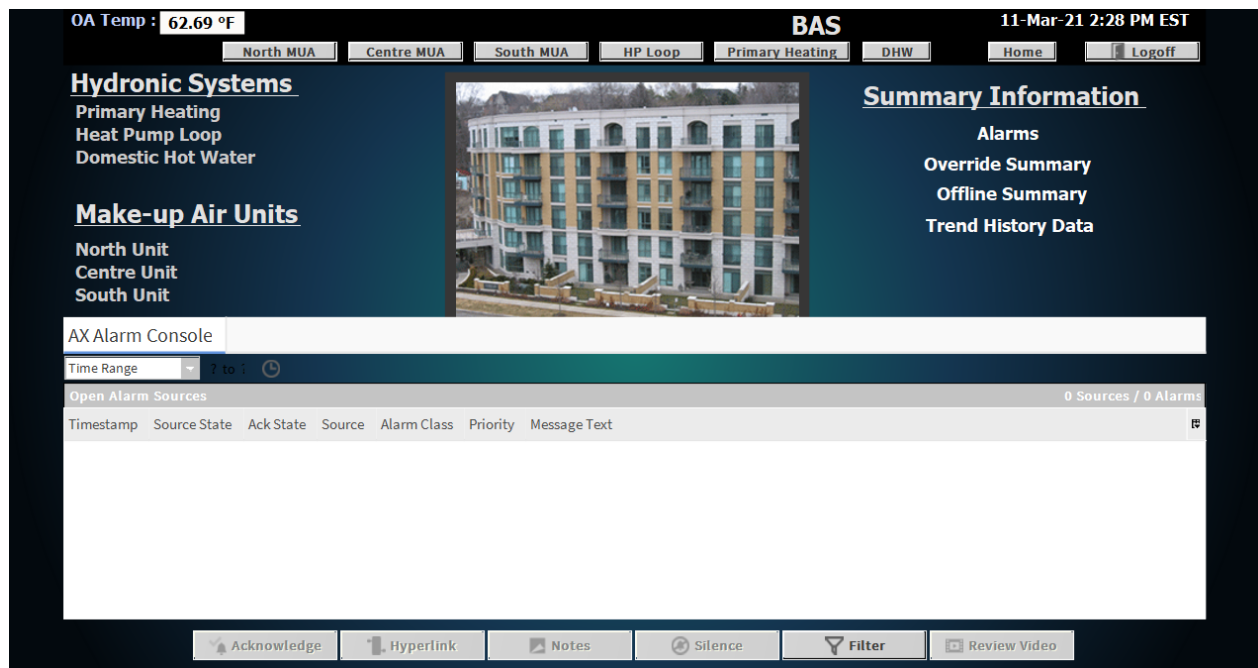 OA Temp : 62.69 °F
BAS
11-Mar-21 2:28 PM EST
North MUA
Centre MUA
South MUA
HP Loop
Primary Heating
DHW
Home
Logoff
Hydronic Systems
Primary Heating
Heat Pump Loop
Domestic Hot Water
Make-up Air Units
North Unit
Centre Unit
South Unit
Summary Information
Alarms
Override Summary
Offline Summary
Trend History Data
AX Alarm Console
Time Range ? to ?
Open Alarm Sources 0 Sources / 0 Alarms
Timestamp Source State Ack State Source Alarm Class Priority Message Text
Acknowledge
Hyperlink
Notes
Silence
Filter
Review Video